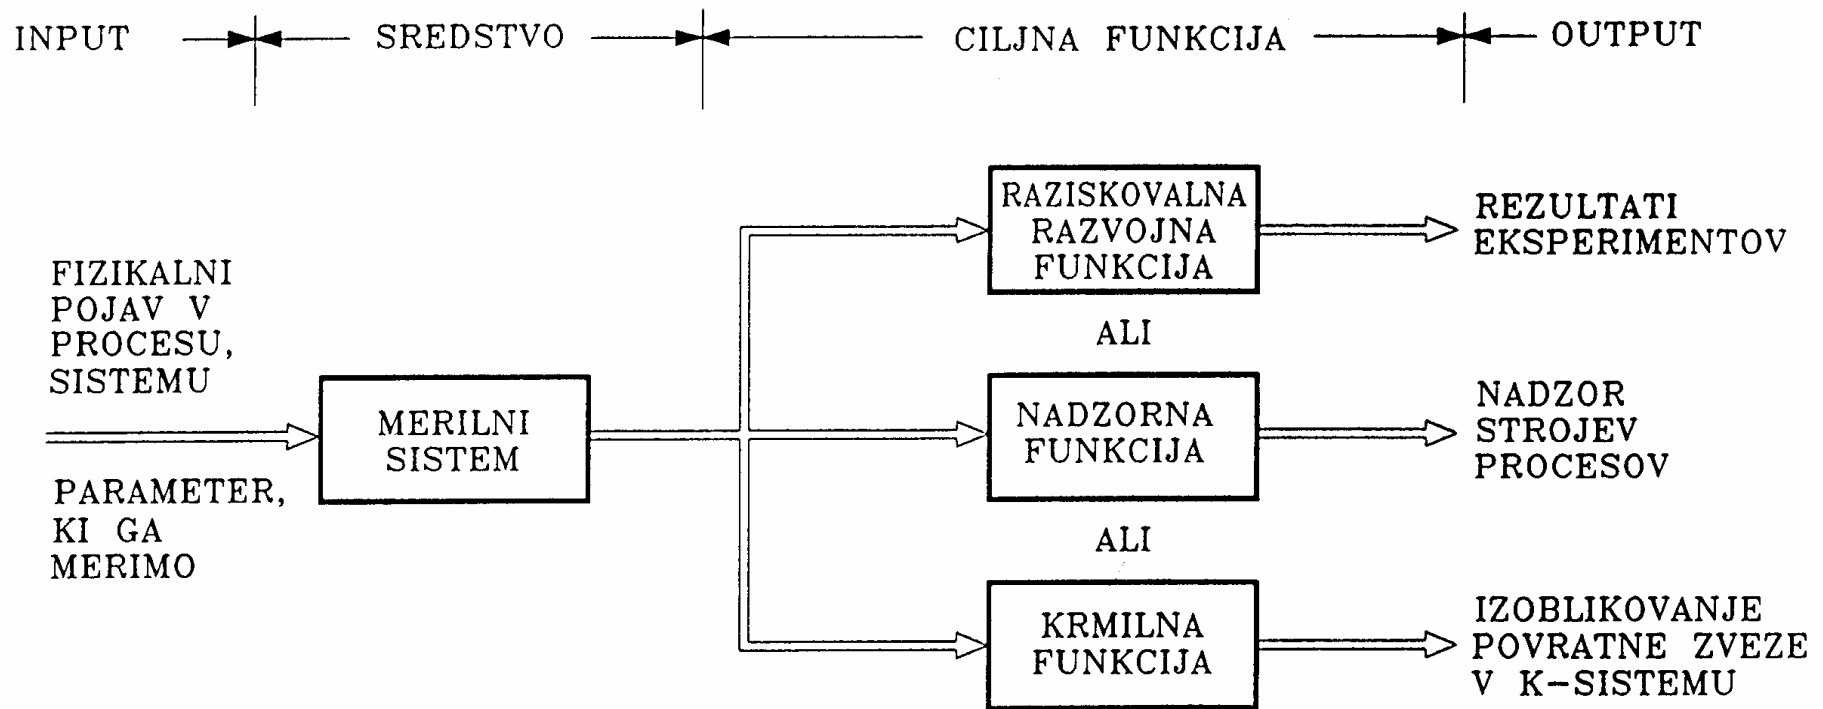 INPUT
SREDSTVO
CILJNA FUNKCIJA
OUTPUT
FIZIKALNI
POJAV V
PROCESU,
SISTEMU
PARAMETER,
KI GA
MERIMO
MERILNI
SISTEM
RAZISKOVALNA
RAZVOJNA
FUNKCIJA
REZULTATI
EKSPERIMENTOV
ALI
NADZORNA
FUNKCIJA
NADZOR
STROJEV
PROCESOV
ALI
KRMILNA
FUNKCIJA
IZOBLIKOVANJE
POVRATNE ZVEZE
V K-SISTEMU